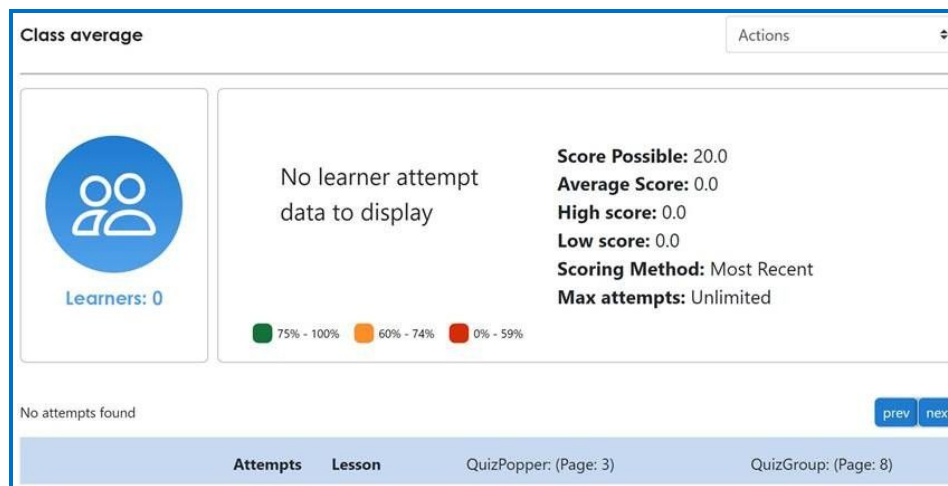 Class average
Actions
Learners: 0
No learner attempt
data to display
75% - 100%
60% - 74%
0% - 59%
Score Possible: 20.0
Average Score: 0.0
High score: 0.0
Low score: 0.0
Scoring Method: Most Recent
Max attempts: Unlimited
No attempts found
prev
nex
Attempts Lesson QuizPopper: (Page: 3) QuizGroup: (Page: 8)